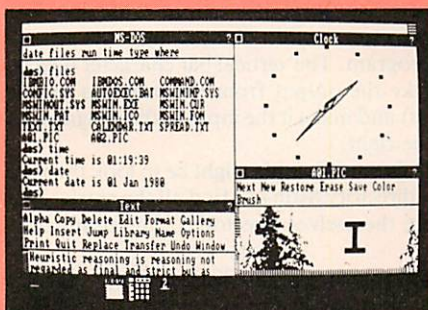 MS-DOS
?
date files run time type where
dos) files
IBMBIO.COM IBMDOS.COM COMMAND.COM
CONFIG.SYS AUTOEXEC.BAT MSWINIMP.SYS
MSWINOUT.SYS MSWIN.EXE MSWIN.CUR
MSWIN.PAT MSWIN.ICO MSWIN.FON
TEXT.TXT CALENDAR.TXT SPREAD.TXT
A01.PIC A02.PIC
dos) time
Current time is 01:19:39
dos) date
Current date is 01 Jan 1980
dos)
Text
?
Alpha Copy Delete Edit Format Gallery
Help Insert Jump Library Name Options
Print Quit Replace Transfer Undo Window
Heuristic reasoning is reasoning not
regarded as final and strict but as
Clock
?
A01.PIC
?
Next New Restore Erase Save Color
Brush